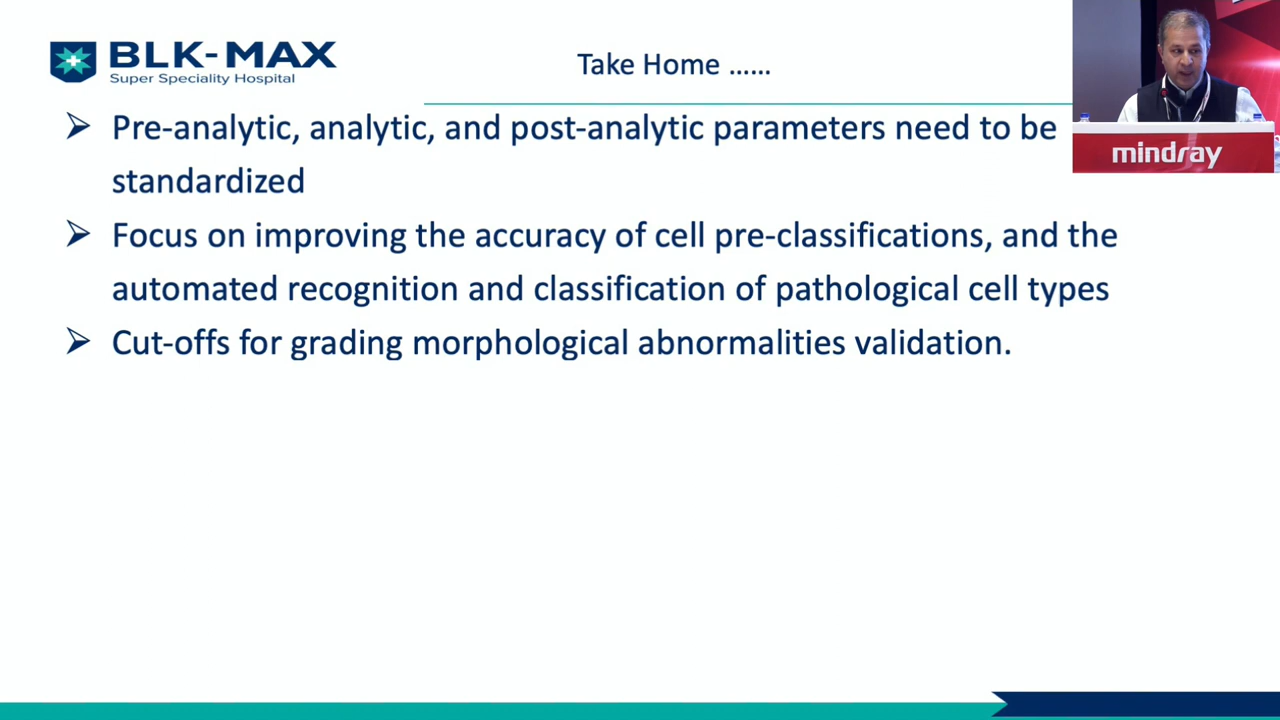 BLK-MAX
Super Speciality Hospital
Take Home ......
➢ Pre-analytic, analytic, and post-analytic parameters need to be
standardized
➢ Focus on improving the accuracy of cell pre-classifications, and the
automated recognition and classification of pathological cell types
➢ Cut-offs for grading morphological abnormalities validation.
mindray